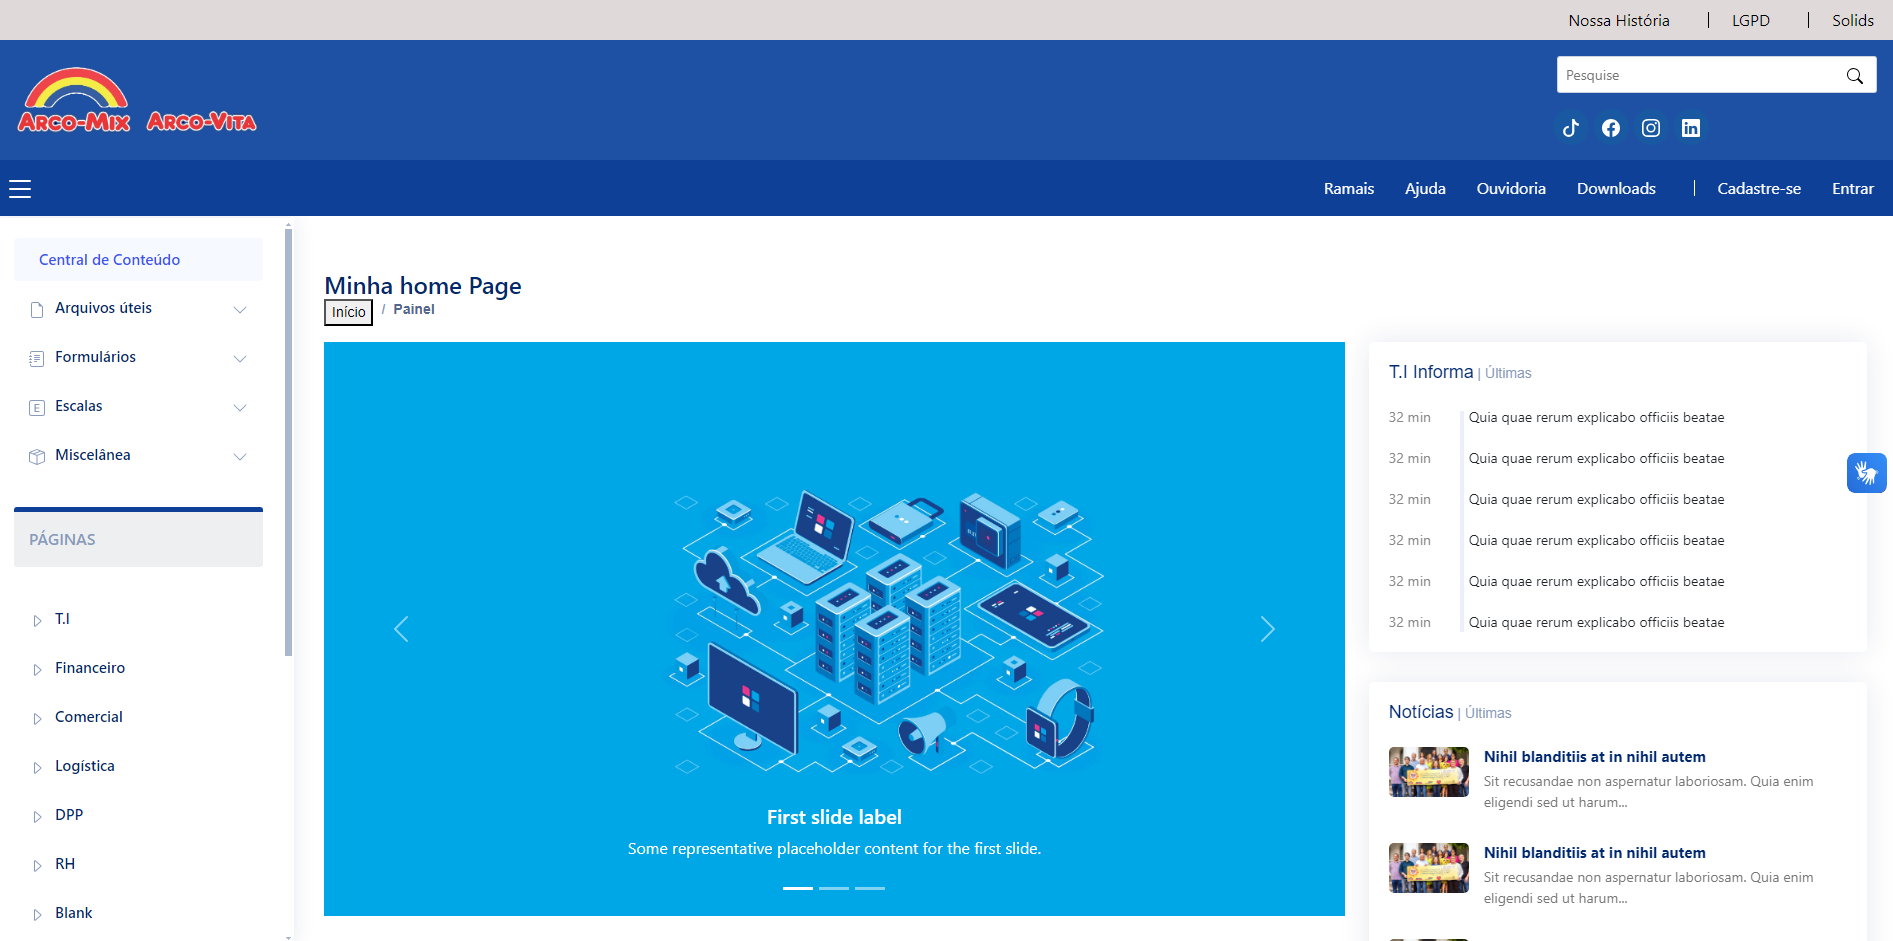 Nossa História | LGPD | Solids
Arco-Mix Arco-Vita
Pesquise
Ramais Ajuda Ouvidoria Downloads | Cadastre-se Entrar
Central de Conteúdo
Arquivos úteis
Formulários
E Escalas
Miscelânea
PÁGINAS
T.I
Financeiro
Comercial
Logística
DPP
RH
Blank
Minha home Page
Início / Painel
First slide label
Some representative placeholder content for the first slide.
T.I Informa | Últimas
32 min Quia quae rerum explicabo officiis beatae
32 min Quia quae rerum explicabo officiis beatae
32 min Quia quae rerum explicabo officiis beatae
32 min Quia quae rerum explicabo officiis beatae
32 min Quia quae rerum explicabo officiis beatae
32 min Quia quae rerum explicabo officiis beatae
Notícias | Últimas
Nihil blanditiis at in nihil autem
Sit recusandae non aspernatur laboriosam. Quia enim
eligendi sed ut harum...
Nihil blanditiis at in nihil autem
Sit recusandae non aspernatur laboriosam. Quia enim
eligendi sed ut harum...